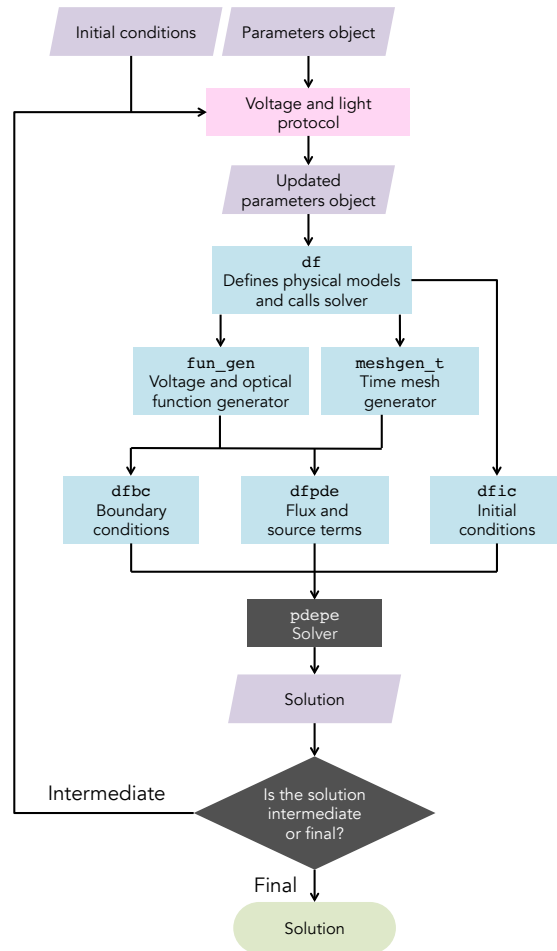 Initial conditions
Parameters object
Voltage and light
protocol
Updated
parameters object
df
Defines physical models
and calls solver
fun_gen
Voltage and optical
function generator
meshgen_t
Time mesh
generator
dfbc
Boundary
conditions
dfpde
Flux and
source terms
dfic
Initial
conditions
pdepe
Solver
Solution
Intermediate
Is the solution
intermediate
or final?
Final
Solution